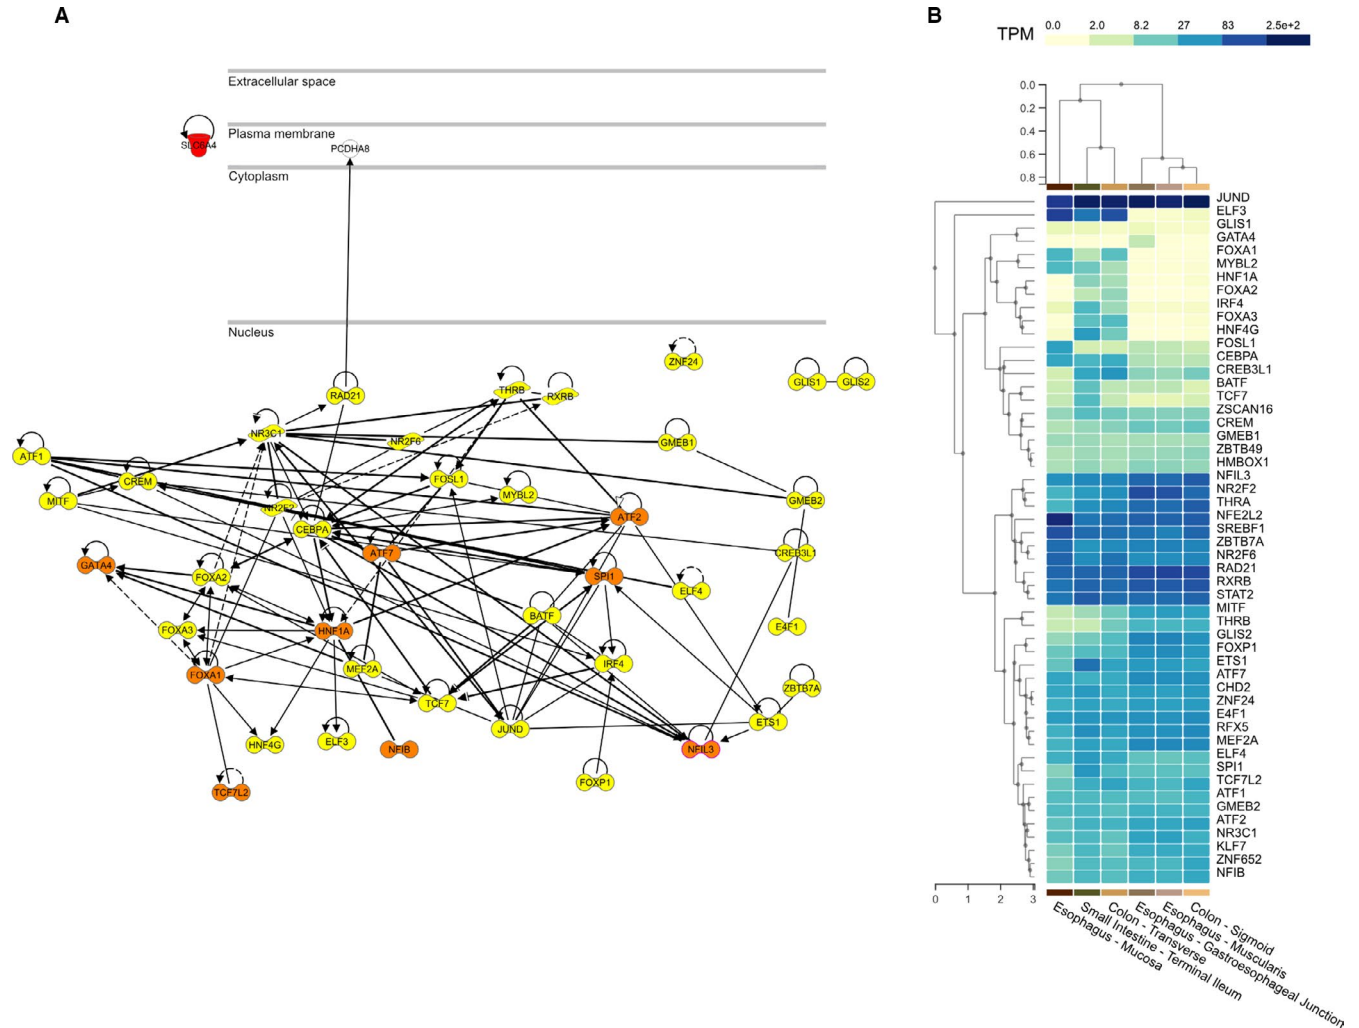 A
Extracellular space
Plasma membrane
SLC6A4
PCDHA8
Cytoplasm
Nucleus
ZNF24
GLIS1
GLIS2
RAD21
THRB
RXRB
NR3C1
NR2F6
GMEB1
ATF1
CREM
FOSL1
MITF
MYBL2
GMEB2
NR2F2
CEBPA
ATF2
ATF7
CREB3L1
GATA4
FOXA2
SPI1
ELF4
BATF
E4F1
FOXA3
HNF1A
FOXA1
MEF2A
IRF4
ZBTB7A
TCF7
ETS1
JUND
HNF4G
ELF3
NFIB
NFIL3
FOXP1
TCF7L2
B
TPM
0.0 2.0 8.2 27 83 2.5e+2
0.0
0.2
0.4
0.6
0.8
JUND
ELF3
GLIS1
GATA4
FOXA1
MYBL2
HNF1A
FOXA2
IRF4
FOXA3
HNF4G
FOSL1
CEBPA
CREB3L1
BATF
TCF7
ZSCAN16
CREM
GMEB1
ZBTB49
HMBOX1
NFIL3
NR2F2
THRA
NFE2L2
SREBF1
ZBTB7A
NR2F6
RAD21
RXRB
STAT2
MITF
THRB
GLIS2
FOXP1
ETS1
ATF7
CHD2
ZNF24
E4F1
RFX5
MEF2A
ELF4
SPI1
TCF7L2
ATF1
GMEB2
ATF2
NR3C1
KLF7
ZNF652
NFIB
0 1 2 3
Esophagus - Mucosa
Small Intestine - Terminal Ileum
Colon - Transverse
Esophagus - Gastroesophageal Junction
Esophagus - Muscularis
Colon - Sigmoid